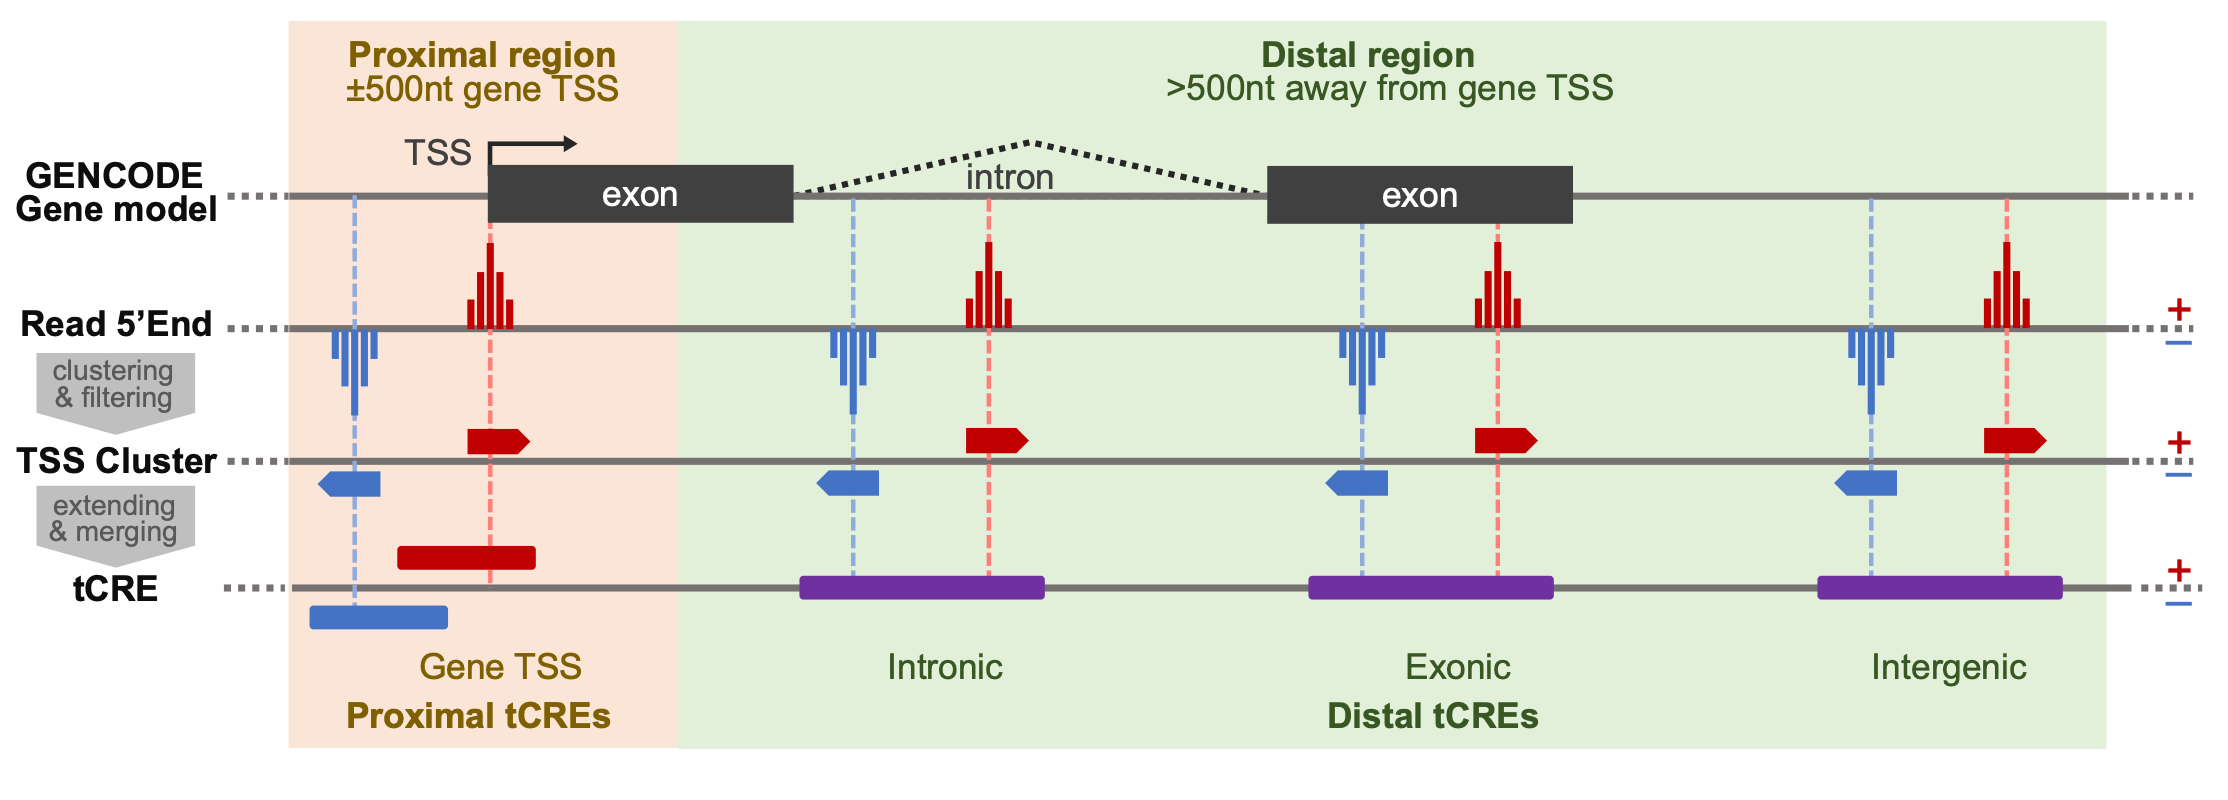 Proximal region
±500nt gene TSS
Distal region
>500nt away from gene TSS
TSS
GENCODE
Gene model
exon
intron
exon
Read 5’End
+
−
clustering
& filtering
TSS Cluster
+
−
extending
& merging
tCRE
+
−
Gene TSS
Intronic
Exonic
Intergenic
Proximal tCREs
Distal tCREs